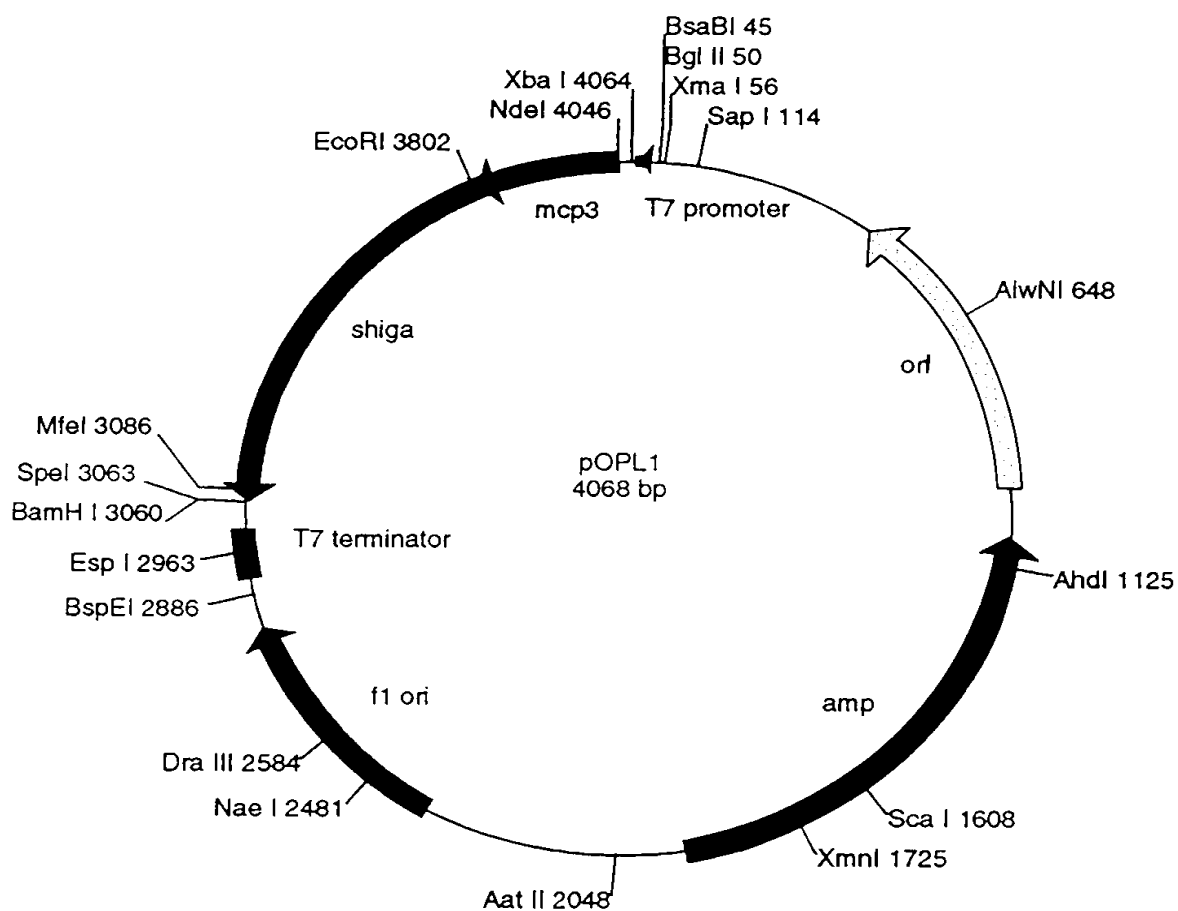 BsaBI 45
Bgl II 50
Xma I 56
Sap I 114
Xba I 4064
NdeI 4046
EcoRI 3802
mcp3
T7 promoter
AlwNI 648
shiga
ori
MfeI 3086
SpeI 3063
BamH I 3060
pOPL1
4068 bp
T7 terminator
Esp I 2963
BspEI 2886
AhdI 1125
f1 ori
amp
Dra III 2584
Nae I 2481
Sca I 1608
XmnI 1725
Aat II 2048